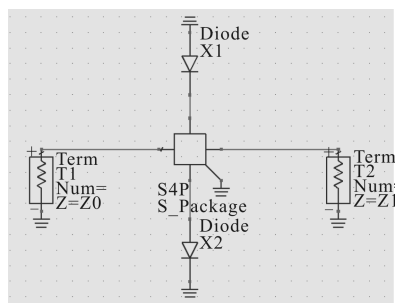 Diode
X1
Term
T1
Num=
Z=Z0
S4P
S_Package
Diode
X2
Term
T2
Num=
Z=Z1